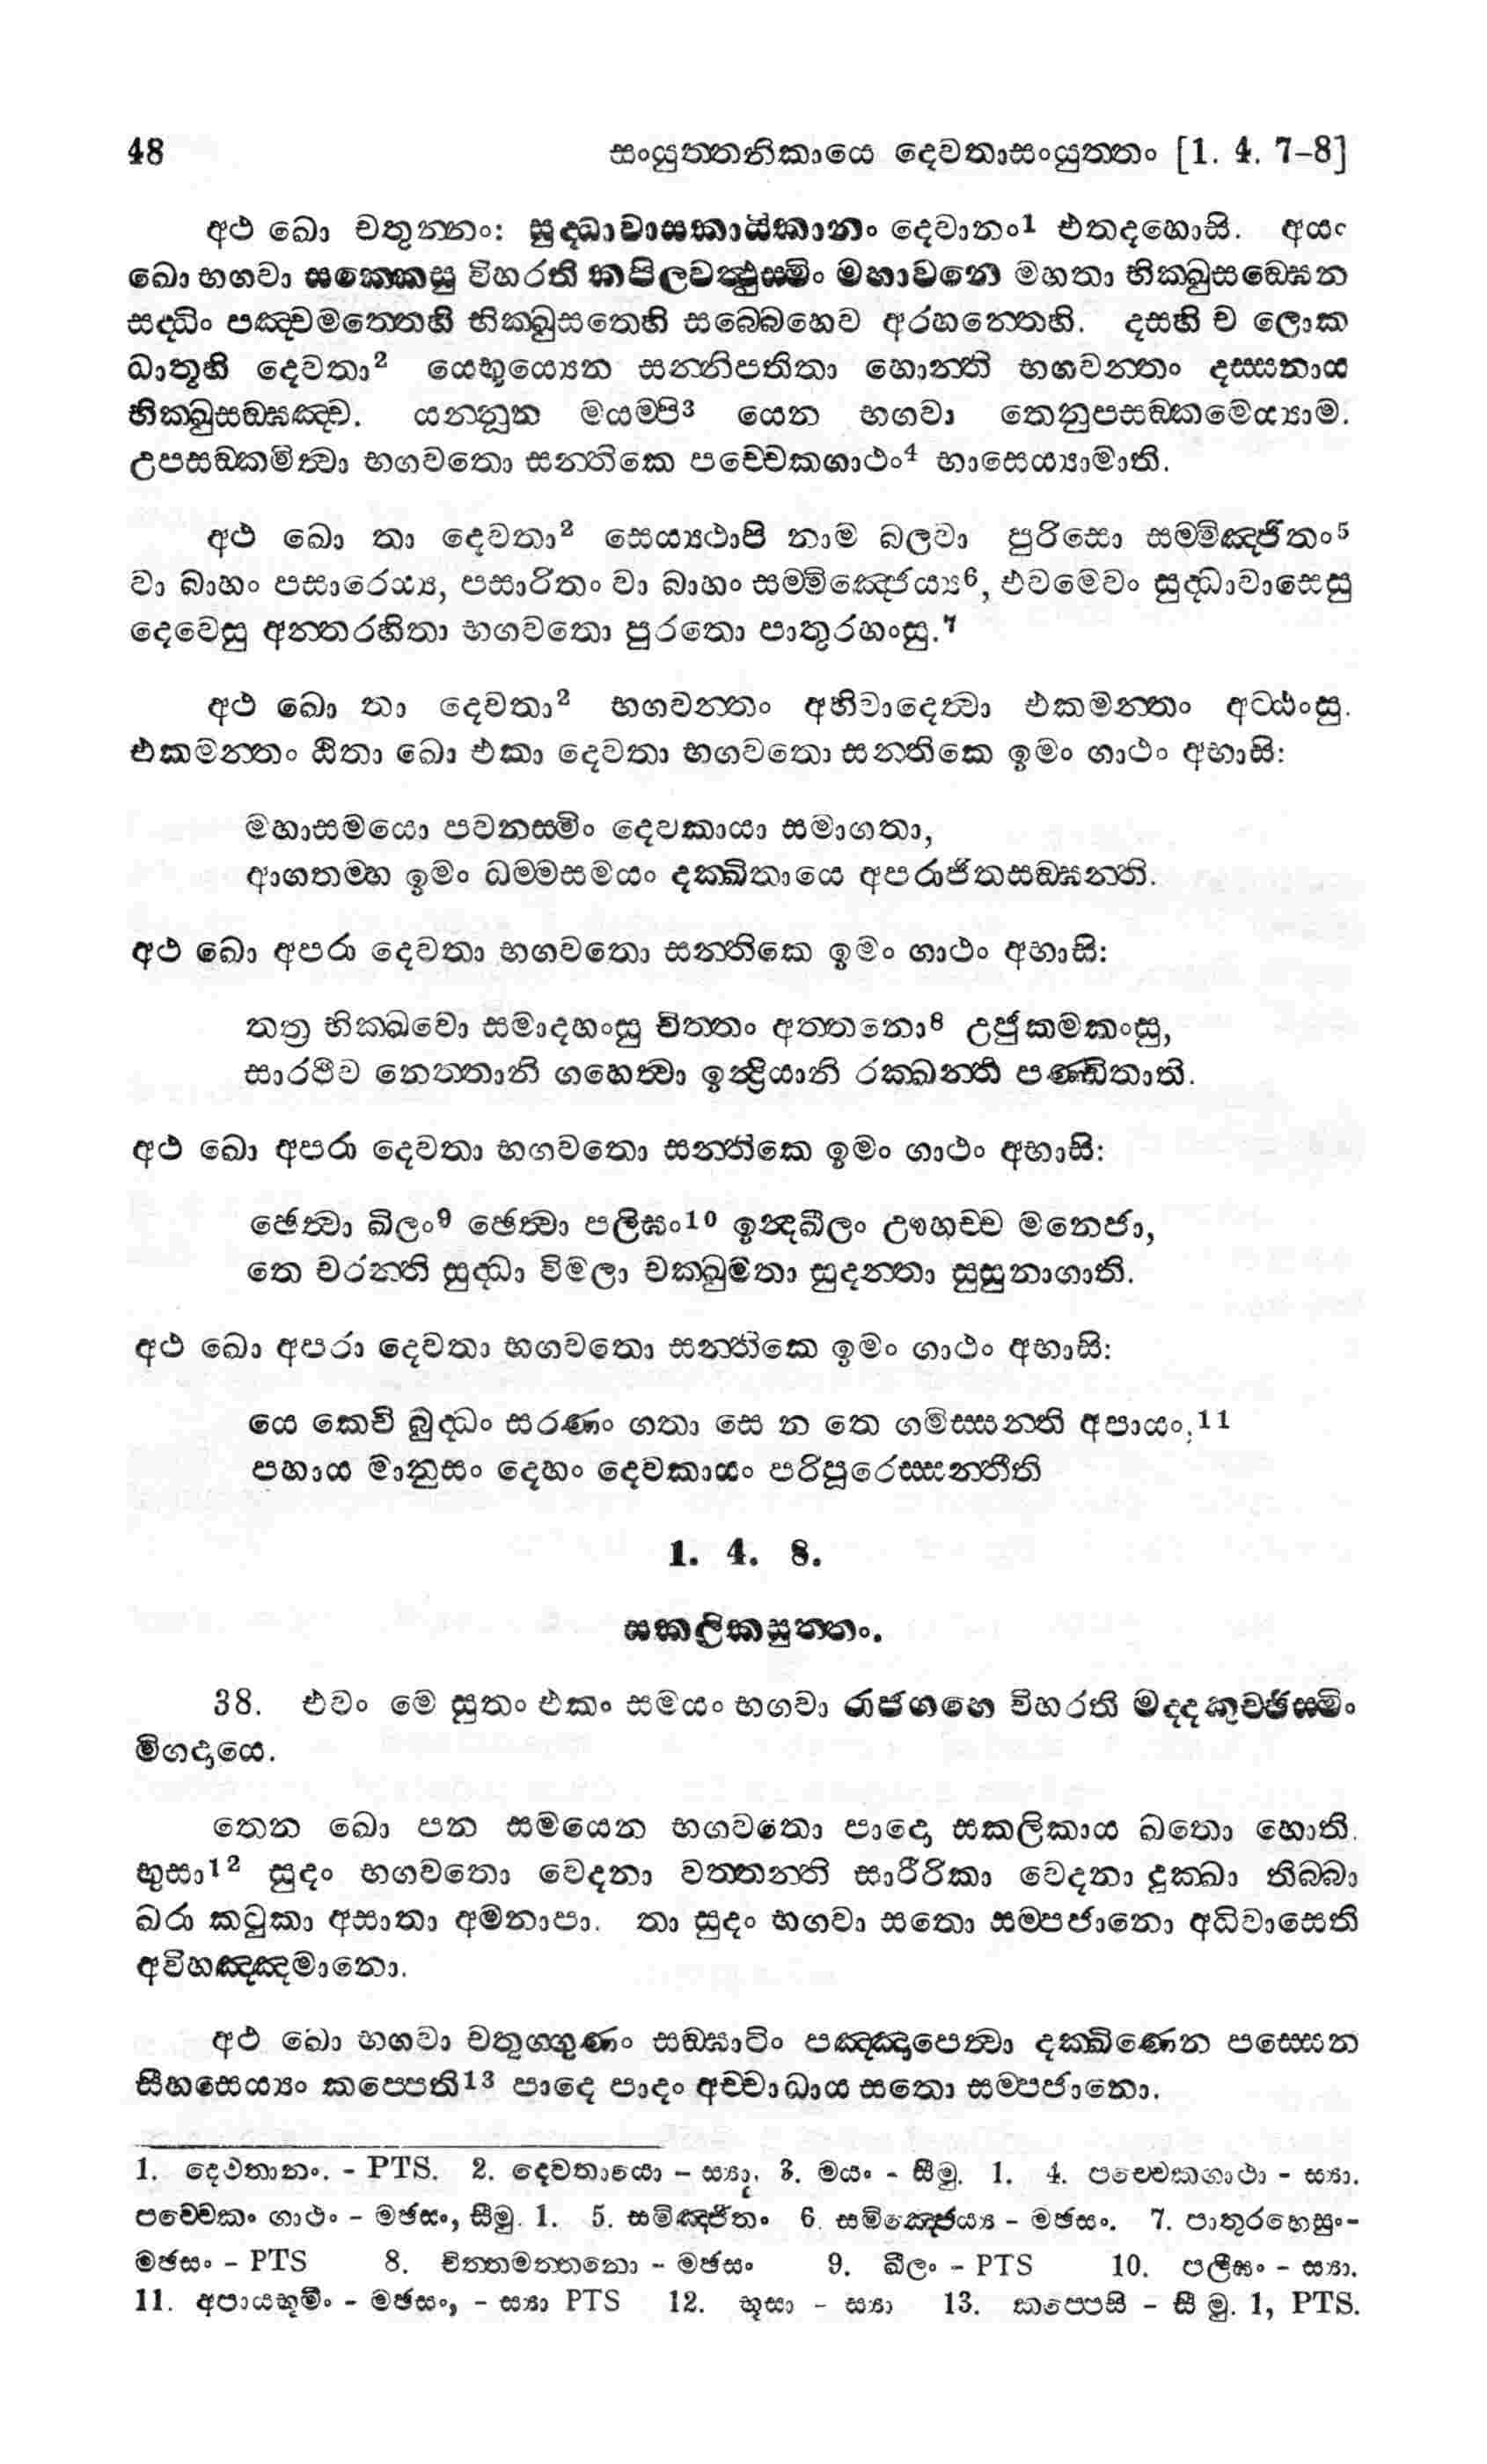 48 සංයුත්තනිකායෙ දෙවතාසංයුත්තං [1. 4. 7–8]
අථ ඛො චතුන්නං: සුද්ධාවාසකායිකානං දෙවානං¹ එතදහොසි. අයං
ඛො භගවා සක්කෙසු විහරති කපිලවත්ථුස්මිං මහාවනෙ මහතා භික්ඛුසඞ්ඝෙන
සද්ධිං පඤ්චමත්තෙහි භික්ඛුසතෙහි සබ්බෙහෙව අරහන්තෙහි. දසහි ච ලොක
ධාතූහි දෙවතා² යෙභූය්‍යෙන සන්නිපතිතා හොන්ති භගවන්තං දස්සනාය
භික්ඛුසඞ්ඝඤ්ච. යන්නූන මයම්පි³ යෙන භගවා තෙනුපසඞ්කමෙය්‍යාම.
උපසඞ්කමිත්වා භගවතො සන්තිකෙ පච්චෙකගාථං⁴ භාසෙය්‍යාමාති.
අථ ඛො තා දෙවතා² සෙය්‍යථාපි නාම බලවා පුරිසො සම්මිඤ්ජිතං⁵
වා බාහං පසාරෙය්‍ය, පසාරිතං වා බාහං සම්මිඤ්ජෙය්‍ය⁶, එවමෙවං සුද්ධාවාසෙසු
දෙවෙසු අන්තරහිතා භගවතො පුරතො පාතුරහංසු.⁷
අථ ඛො තා දෙවතා² භගවන්තං අභිවාදෙත්වා එකමන්තං අට්ඨංසු.
එකමන්තං ඨිතා ඛො එකා දෙවතා භගවතො සන්තිකෙ ඉමං ගාථං අභාසි:
මහාසමයො පවනස්මිං දෙවකායා සමාගතා,
ආගතම්හ ඉමං ධම්මසමයං දක්ඛිතායෙ අපරාජිතසඞ්ඝන්ති.
අථ ඛො අපරා දෙවතා භගවතො සන්තිකෙ ඉමං ගාථං අභාසි:
තත්‍ර භික්ඛවො සමාදහංසු චිත්තං අත්තනො⁸ උජුකමකංසු,
සාරථීව නෙත්තානි ගහෙත්වා ඉන්ද්‍රියානි රක්ඛන්ති පණ්ඩිතාති.
අථ ඛො අපරා දෙවතා භගවතො සන්තිකෙ ඉමං ගාථං අභාසි:
ඡෙත්වා ඛිලං⁹ ඡෙත්වා පලිඝං¹⁰ ඉන්දඛීලං ඌහච්ච මනෙජා,
තෙ චරන්ති සුද්ධා විමලා චක්ඛුමතා සුදන්තා සුසුනාගාති.
අථ ඛො අපරා දෙවතා භගවතො සන්තිකෙ ඉමං ගාථං අභාසි:
යෙ කෙචි බුද්ධං සරණං ගතා සෙ න තෙ ගමිස්සන්ති අපායං,¹¹
පහාය මානුසං දෙහං දෙවකායං පරිපූරෙස්සන්තීති
1. 4. 8.
සකලිකසුත්තං.
38. එවං මෙ සුතං එකං සමයං භගවා රාජගහෙ විහරති මද්දකුච්ඡිස්මිං
මිගදායෙ.
තෙන ඛො පන සමයෙන භගවතො පාදො සකලිකාය ඛතො හොති.
භුසා¹² සුදං භගවතො වෙදනා වත්තන්ති සාරීරිකා වෙදනා දුක්ඛා තිබ්බා
ඛරා කටුකා අසාතා අමනාපා. තා සුදං භගවා සතො සම්පජානො අධිවාසෙති
අවිහඤ්ඤමානො.
අථ ඛො භගවා චතුග්ගුණං සඞ්ඝාටිං පඤ්ඤාපෙත්වා දක්ඛිණෙන පස්සෙන
සීහසෙය්‍යං කප්පෙති¹³ පාදෙ පාදං අච්චාධාය සතො සම්පජානො.
1. දෙවතානං. - PTS. 2. දෙවතායො – ස්‍යා. 3. මයං - සීමු. 1. 4. පච්චෙකගාථා - ස්‍යා.
පච්චෙකං ගාථං – මඡසං, සීමු. 1. 5. සමිඤ්ජිතං 6. සමිඤ්ජෙය්‍ය – මඡසං. 7. පාතුරහෙසුං–
මඡසං – PTS 8. චිත්තමත්තනො – මඡසං 9. ඛීලං – PTS 10. පලීඝං – ස්‍යා.
11. අපායභූමිං – මඡසං, – ස්‍යා PTS 12. භූසා – ස්‍යා 13. කප්පෙසි – සී මු. 1, PTS.